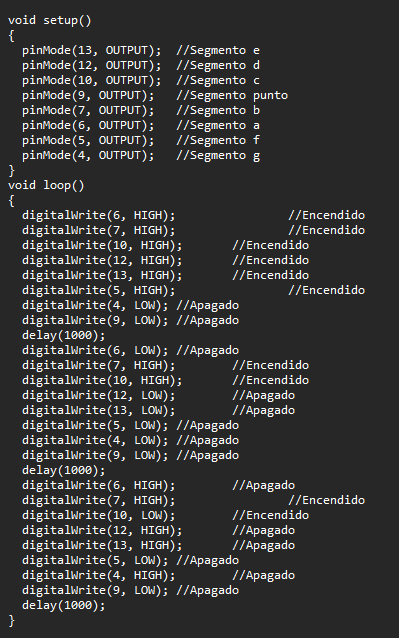 void setup()
{
  pinMode(13, OUTPUT);  //Segmento e
  pinMode(12, OUTPUT);  //Segmento d
  pinMode(10, OUTPUT);  //Segmento c
  pinMode(9, OUTPUT);   //Segmento punto
  pinMode(7, OUTPUT);   //Segmento b
  pinMode(6, OUTPUT);   //Segmento a
  pinMode(5, OUTPUT);   //Segmento f
  pinMode(4, OUTPUT);   //Segmento g
}
void loop()
{
  digitalWrite(6, HIGH);                //Encendido
  digitalWrite(7, HIGH);                //Encendido
  digitalWrite(10, HIGH);       //Encendido
  digitalWrite(12, HIGH);       //Encendido
  digitalWrite(13, HIGH);       //Encendido
  digitalWrite(5, HIGH);                //Encendido
  digitalWrite(4, LOW); //Apagado
  digitalWrite(9, LOW); //Apagado
  delay(1000);
  digitalWrite(6, LOW); //Apagado
  digitalWrite(7, HIGH);        //Encendido
  digitalWrite(10, HIGH);       //Encendido
  digitalWrite(12, LOW);        //Apagado
  digitalWrite(13, LOW);        //Apagado
  digitalWrite(5, LOW); //Apagado
  digitalWrite(4, LOW); //Apagado
  digitalWrite(9, LOW); //Apagado
  delay(1000);
  digitalWrite(6, HIGH);        //Apagado
  digitalWrite(7, HIGH);                //Encendido
  digitalWrite(10, LOW);        //Encendido
  digitalWrite(12, HIGH);       //Apagado
  digitalWrite(13, HIGH);       //Apagado
  digitalWrite(5, LOW); //Apagado
  digitalWrite(4, HIGH);        //Apagado
  digitalWrite(9, LOW); //Apagado
  delay(1000);
}